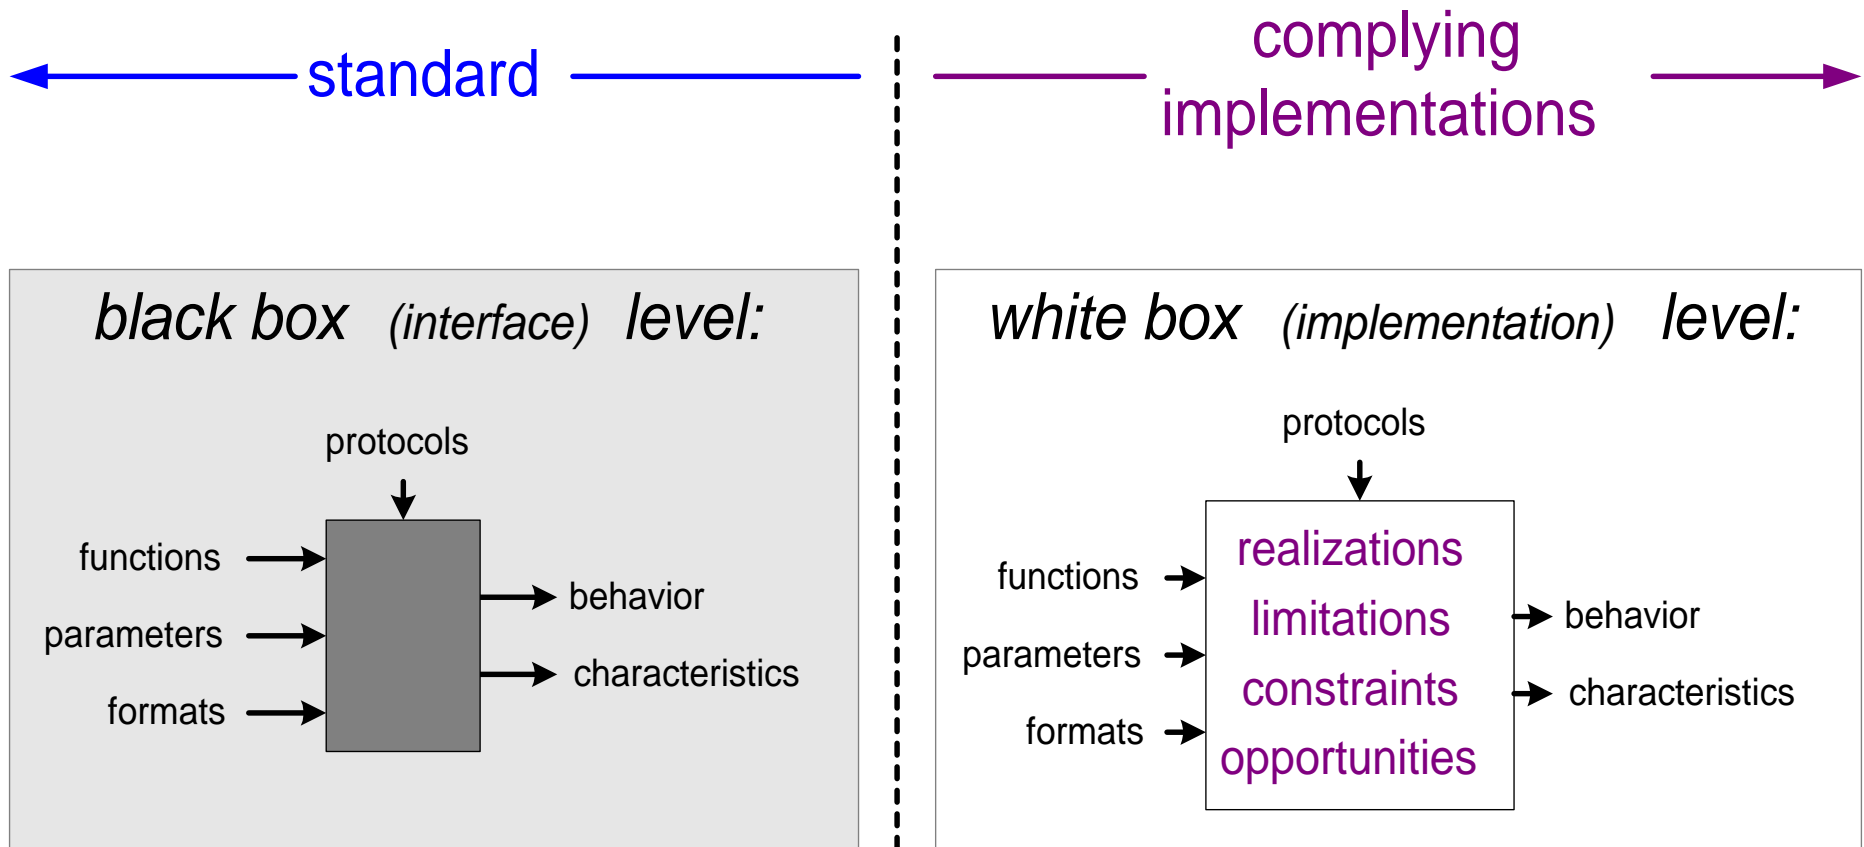 standard
complying
implementations
black box (interface) level:
protocols
functions
parameters
formats
behavior
characteristics
white box (implementation) level:
protocols
functions
parameters
formats
realizations
limitations
constraints
opportunities
behavior
characteristics